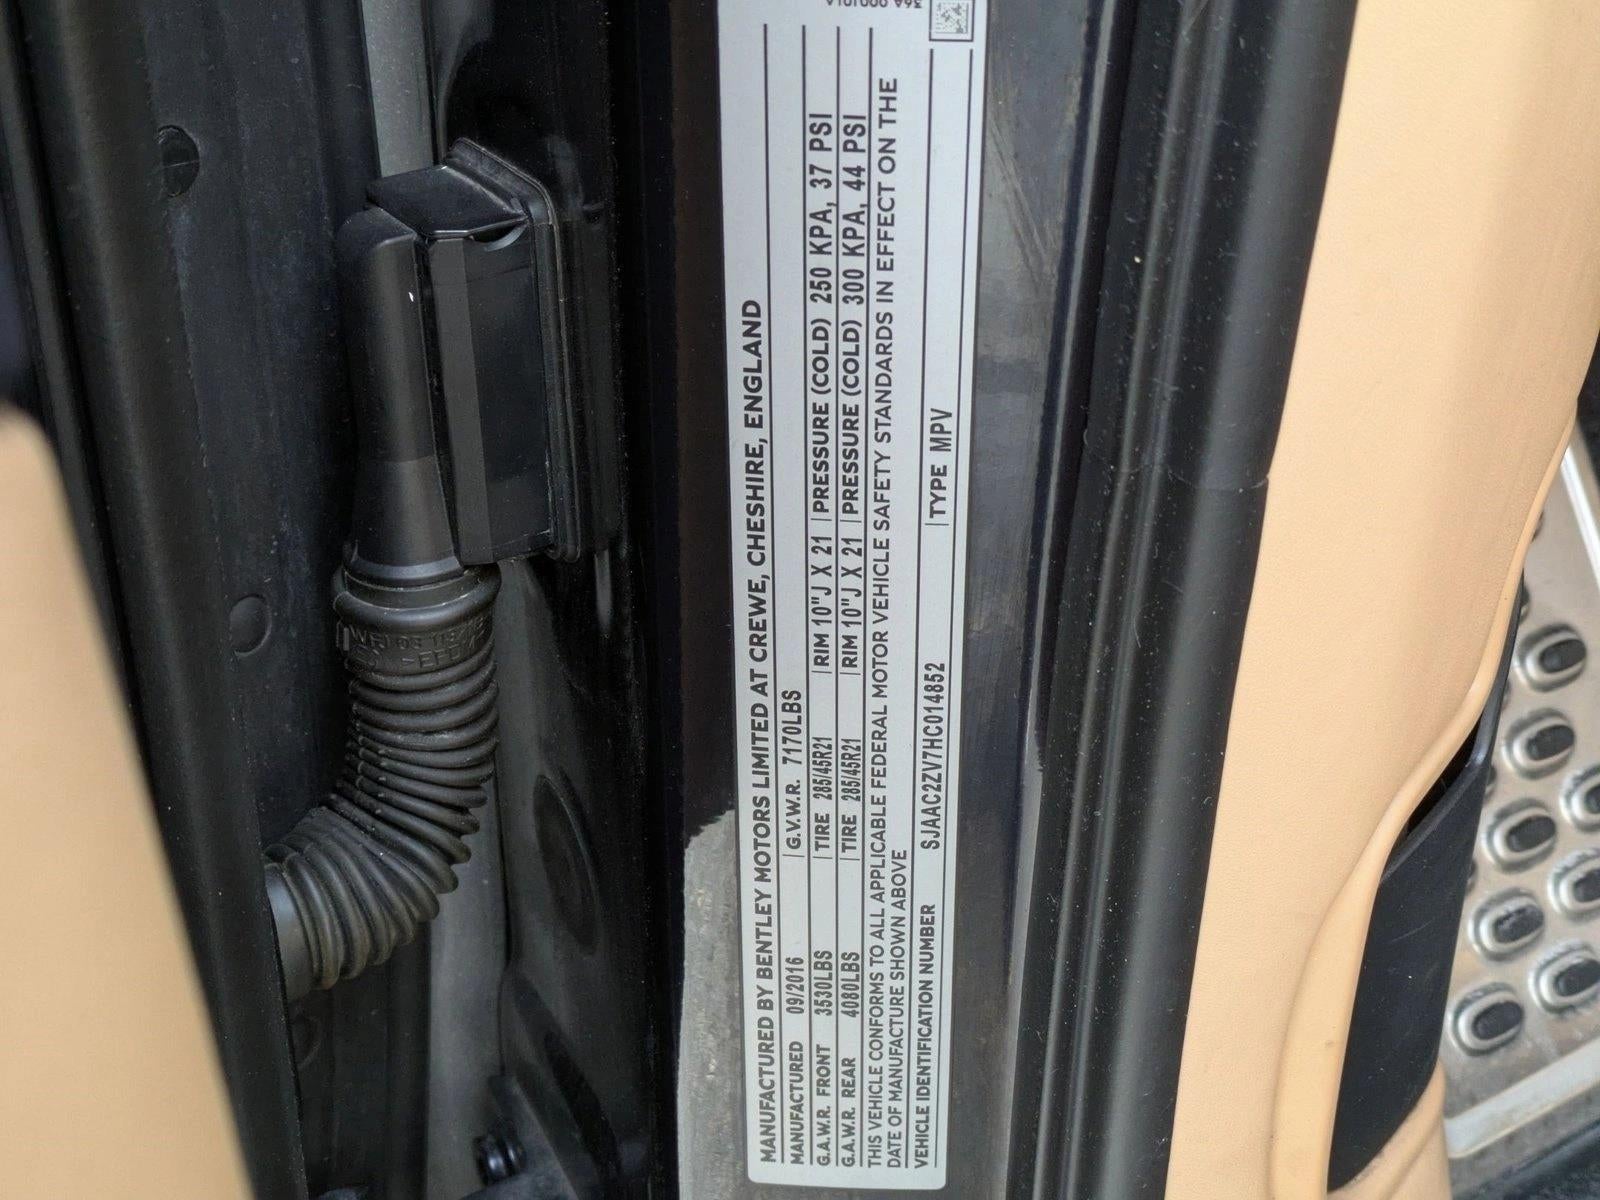 MANUFACTURED BY BENTLEY MOTORS LIMITED AT CREWE, CHESHIRE, ENGLAND
MANUFACTURED 09/2016 G.V.W.R. 7170LBS
G.A.W.R. FRONT 3530LBS TIRE 285/45R21 RIM 10"J X 21 PRESSURE (COLD) 250 KPA, 37 PSI
G.A.W.R. REAR 4080LBS TIRE 285/45R21 RIM 10"J X 21 PRESSURE (COLD) 300 KPA, 44 PSI
THIS VEHICLE CONFORMS TO ALL APPLICABLE FEDERAL MOTOR VEHICLE SAFETY STANDARDS IN EFFECT ON THE
DATE OF MANUFACTURE SHOWN ABOVE
VEHICLE IDENTIFICATION NUMBER SJAAC2ZV7HC014852 TYPE MPV